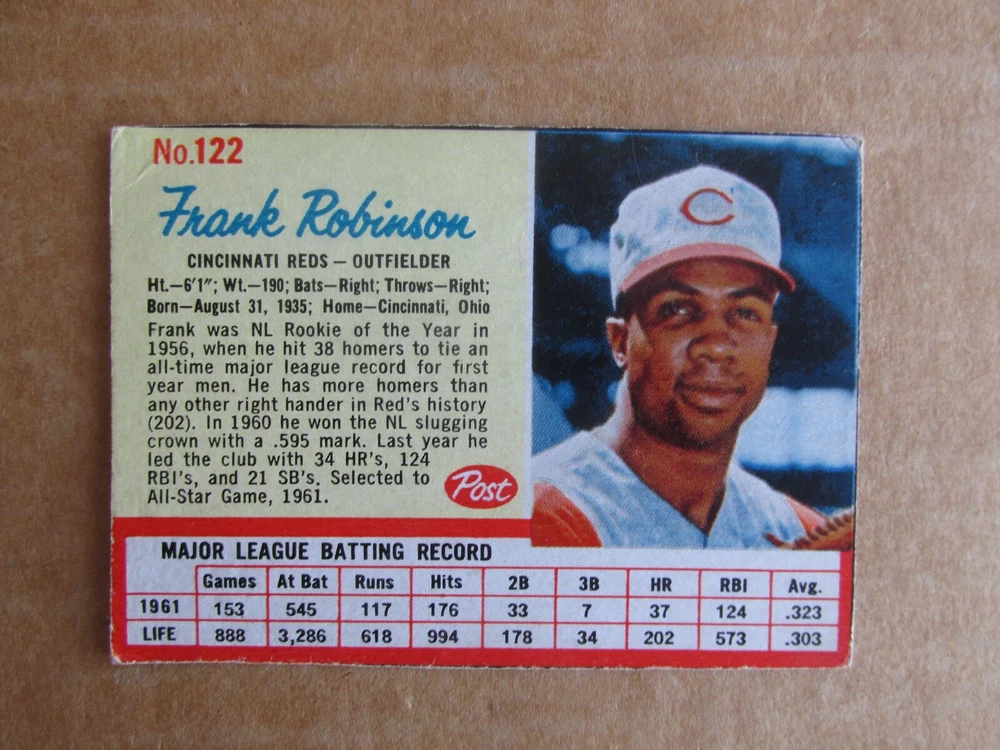 No.122
Frank Robinson
CINCINNATI REDS — OUTFIELDER
Ht.—6'1"; Wt.—190; Bats—Right; Throws—Right;
Born—August 31, 1935; Home—Cincinnati, Ohio
Frank was NL Rookie of the Year in
1956, when he hit 38 homers to tie an
all-time major league record for first
year men. He has more homers than
any other right hander in Red's history
(202). In 1960 he won the NL slugging
crown with a .595 mark. Last year he
led the club with 34 HR's, 124
RBI's, and 21 SB's. Selected to
All-Star Game, 1961.
Post
C
MAJOR LEAGUE BATTING RECORD
Games At Bat Runs Hits 2B 3B HR RBI Avg.
1961 153 545 117 176 33 7 37 124 .323
LIFE 888 3,286 618 994 178 34 202 573 .303